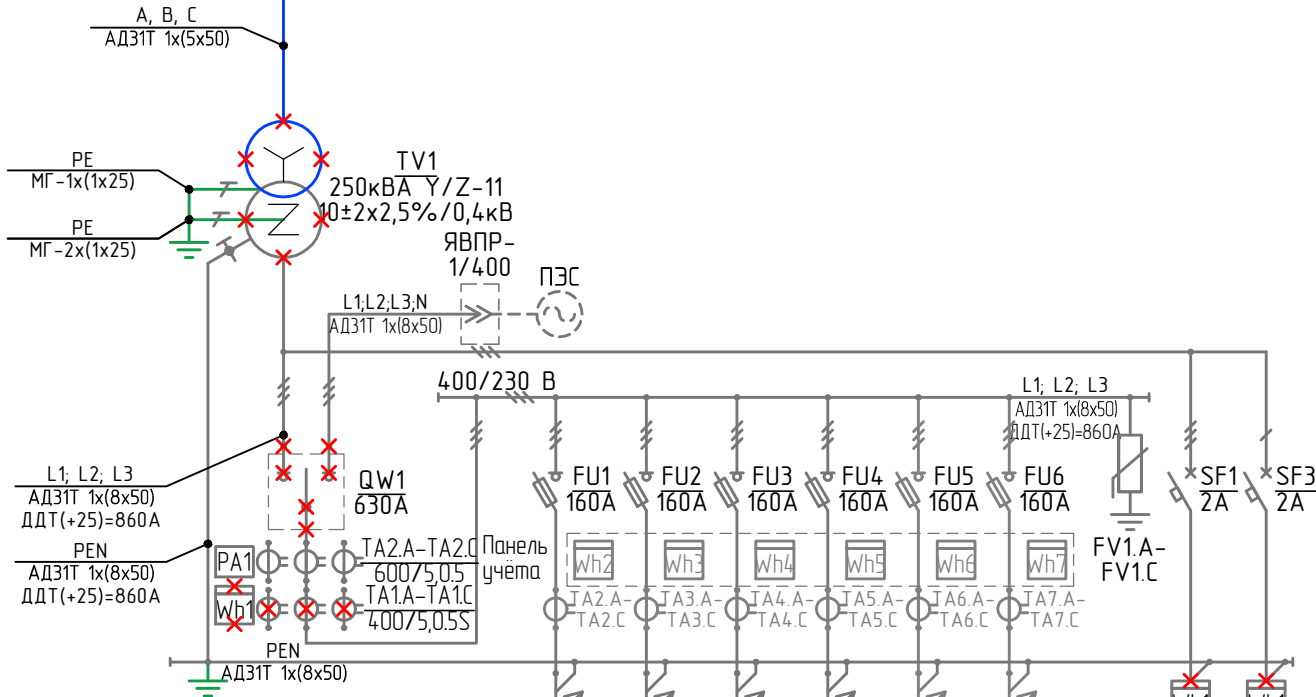 A, B, C
АД31Т 1х(5х50)
PE
МГ-1х(1х25)
PE
МГ-2х(1х25)
TV1
250кВА Y/Z-11
10±2х2,5%/0,4кВ
ЯВПР-
1/400
ПЭС
L1;L2;L3;N
АД31Т 1х(8х50)
400/230 В
L1; L2; L3
АД31Т 1х(8х50)
ДДТ(+25)=860А
L1; L2; L3
АД31Т 1х(8х50)
ДДТ(+25)=860А
PEN
АД31Т 1х(8х50)
ДДТ(+25)=860А
QW1
630А
FU1
160А
FU2
160А
FU3
160А
FU4
160А
FU5
160А
FU6
160А
SF1
2А
SF3
2А
FV1.A-
FV1.C
PA1
TA2.A-TA2.C
600/5,0.5
Панель
учёта
Wh1
TA1.A-TA1.C
400/5,0.5S
Wh2
Wh3
Wh4
Wh5
Wh6
Wh7
TA2.A-
TA2.C
TA3.A-
TA3.C
TA4.A-
TA4.C
TA5.A-
TA5.C
TA6.A-
TA6.C
TA7.A-
TA7.C
PEN
АД31Т 1х(8х50)